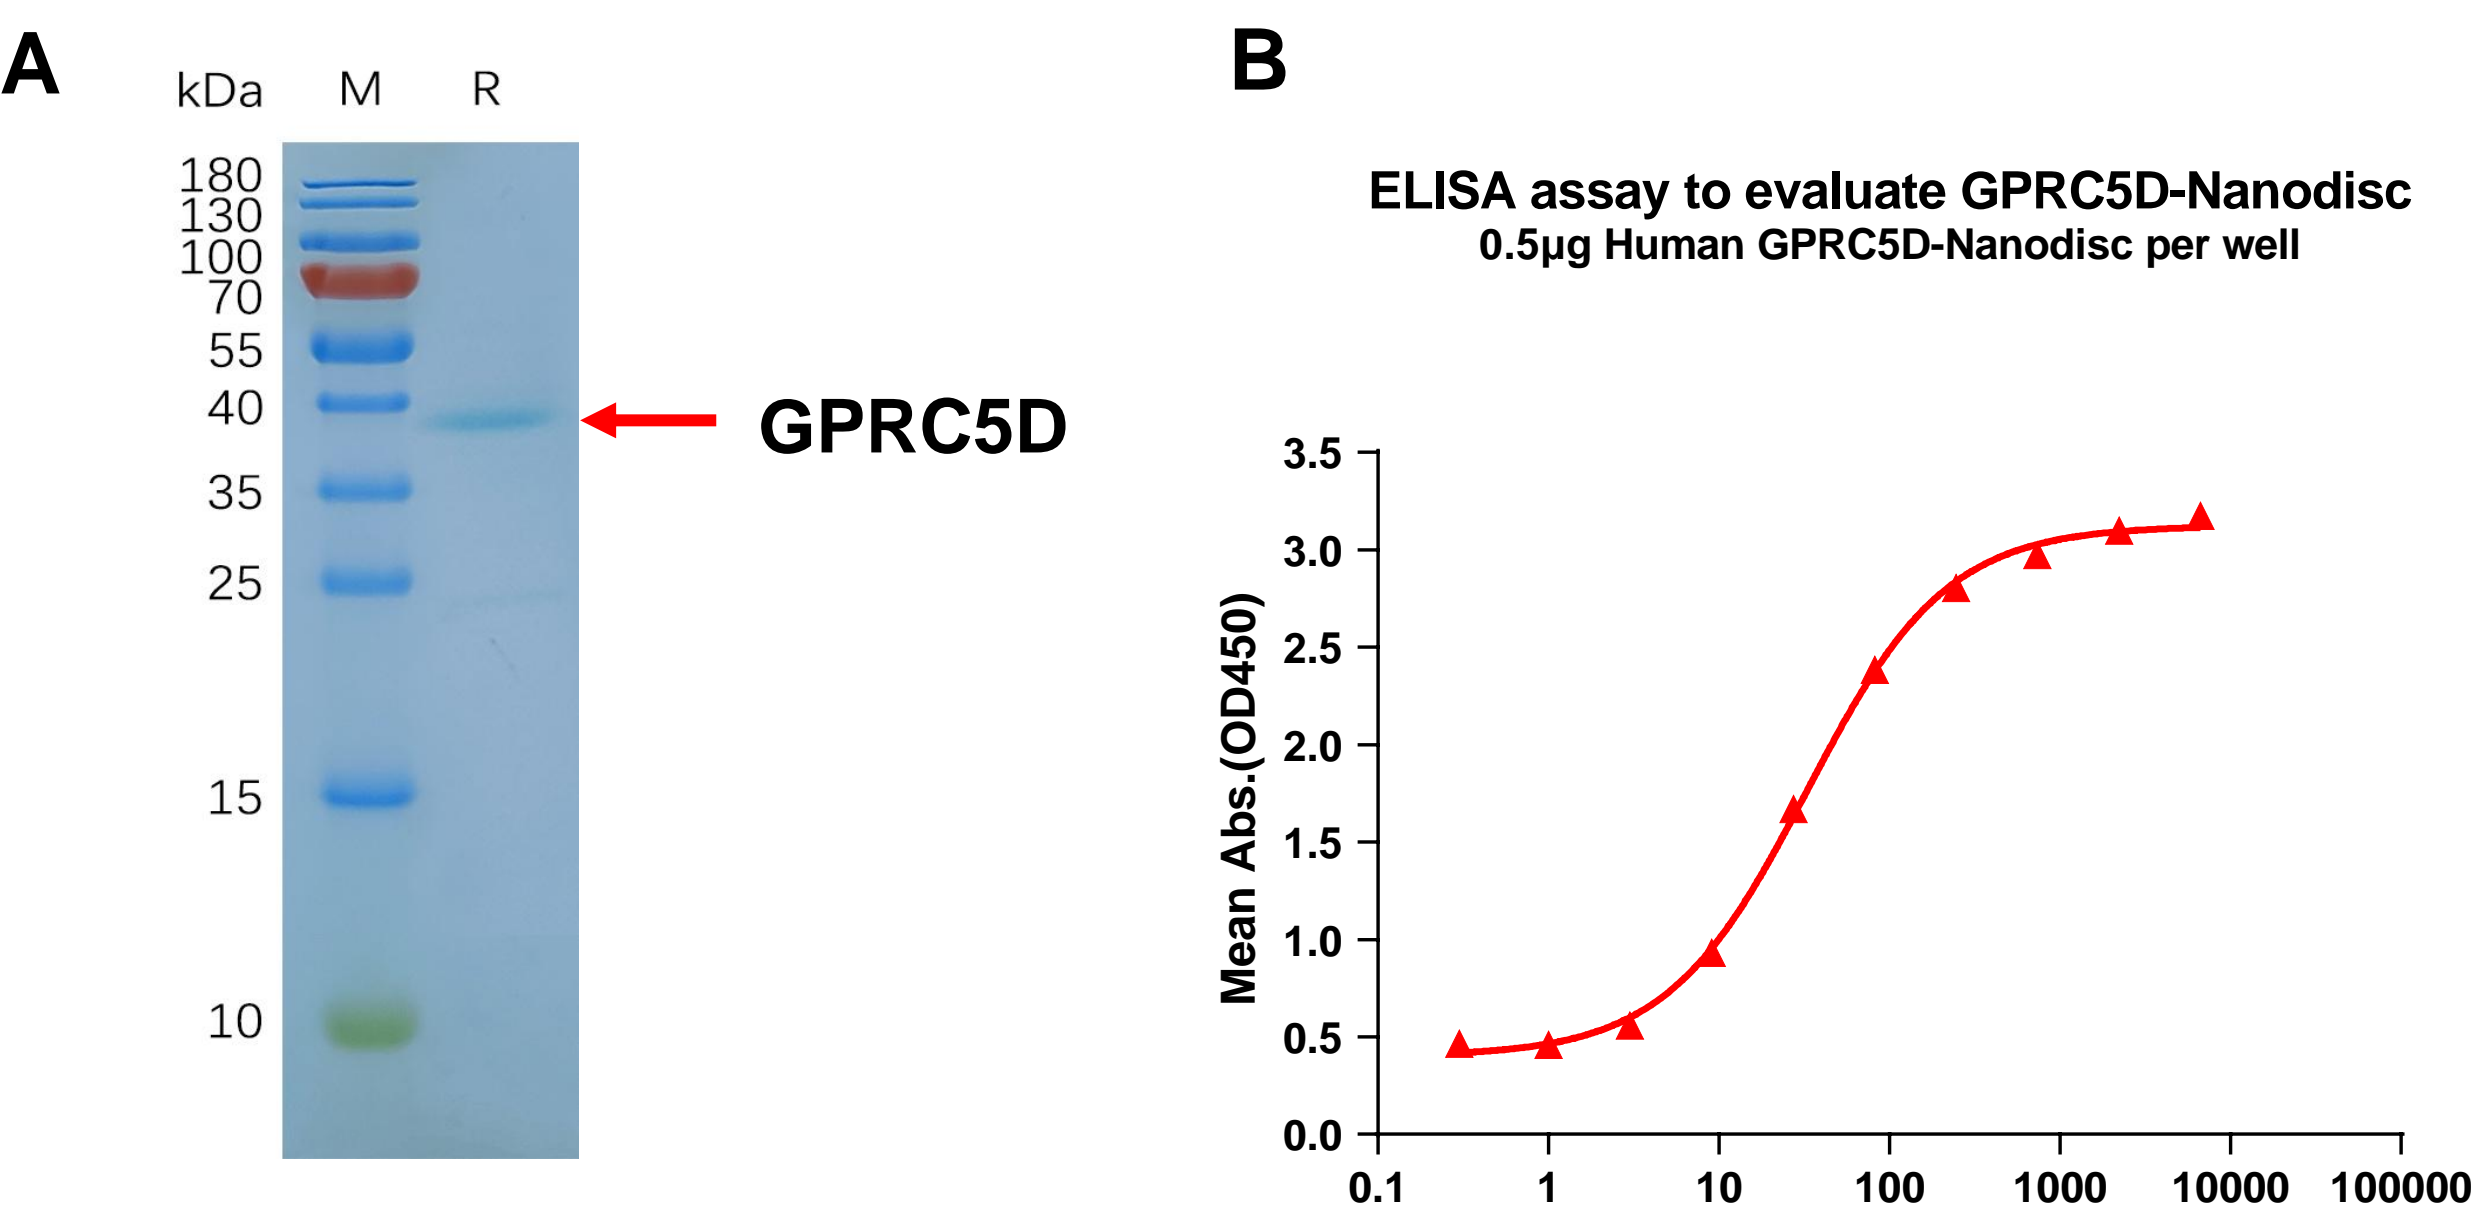 A
kDa M R
180
130
100
70
55
40
35
25
15
10
GPRC5D
B
ELISA assay to evaluate GPRC5D-Nanodisc
0.5µg Human GPRC5D-Nanodisc per well
Mean Abs.(OD450)
3.5
3.0
2.5
2.0
1.5
1.0
0.5
0.0
0.1 1 10 100 1000 10000 100000